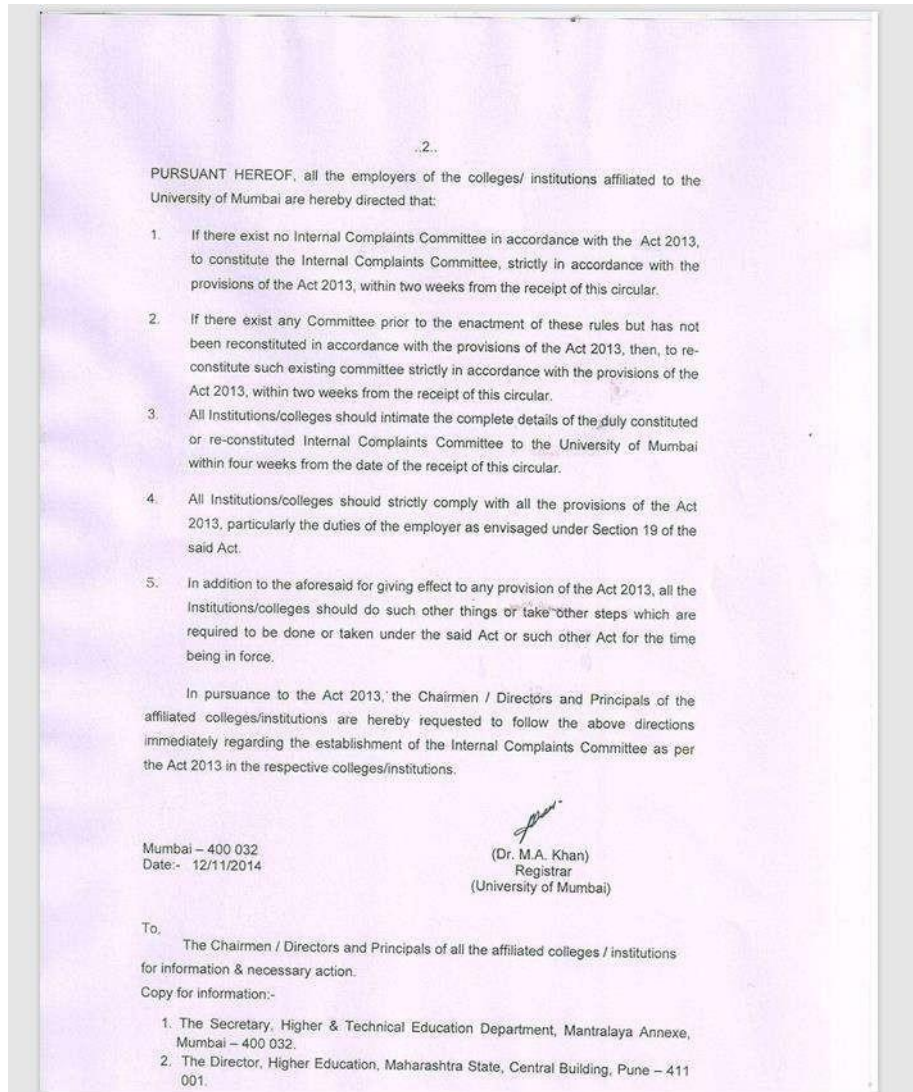 ..2..
PURSUANT HEREOF, all the employers of the colleges/ institutions affiliated to the
University of Mumbai are hereby directed that:
1. If there exist no Internal Complaints Committee in accordance with the Act 2013,
to constitute the Internal Complaints Committee, strictly in accordance with the
provisions of the Act 2013, within two weeks from the receipt of this circular.
2. If there exist any Committee prior to the enactment of these rules but has not
been reconstituted in accordance with the provisions of the Act 2013, then, to re-
constitute such existing committee strictly in accordance with the provisions of the
Act 2013, within two weeks from the receipt of this circular.
3. All Institutions/colleges should intimate the complete details of the duly constituted
or re-constituted Internal Complaints Committee to the University of Mumbai
within four weeks from the date of the receipt of this circular.
4. All Institutions/colleges should strictly comply with all the provisions of the Act
2013, particularly the duties of the employer as envisaged under Section 19 of the
said Act.
5. In addition to the aforesaid for giving effect to any provision of the Act 2013, all the
Institutions/colleges should do such other things or take other steps which are
required to be done or taken under the said Act or such other Act for the time
being in force.
In pursuance to the Act 2013, the Chairmen / Directors and Principals of the
affiliated colleges/institutions are hereby requested to follow the above directions
immediately regarding the establishment of the Internal Complaints Committee as per
the Act 2013 in the respective colleges/institutions.
Mumbai – 400 032
Date:- 12/11/2014
(Dr. M.A. Khan)
Registrar
(University of Mumbai)
To,
The Chairmen / Directors and Principals of all the affiliated colleges / institutions
for information & necessary action.
Copy for information:-
1. The Secretary, Higher & Technical Education Department, Mantralaya Annexe,
Mumbai – 400 032.
2. The Director, Higher Education, Maharashtra State, Central Building, Pune – 411
001.